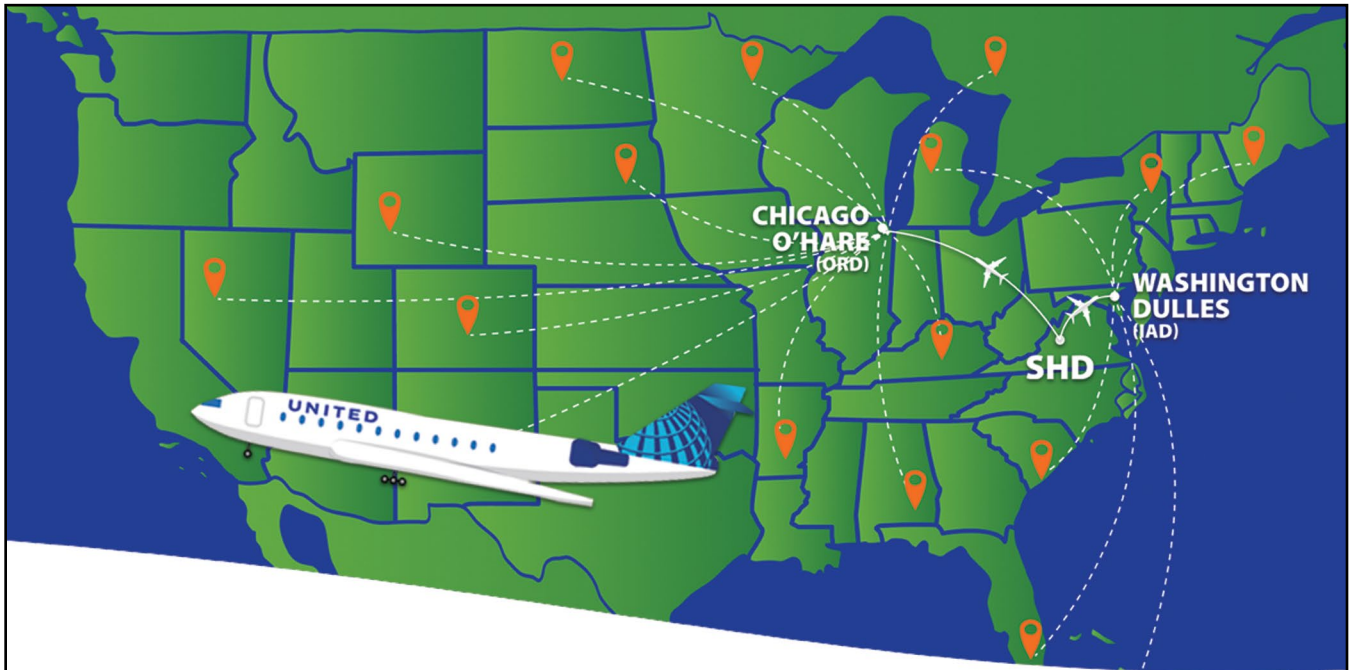 CHICAGO
O'HARE
(ORD)
WASHINGTON
DULLES
(IAD)
SHD
UNITED